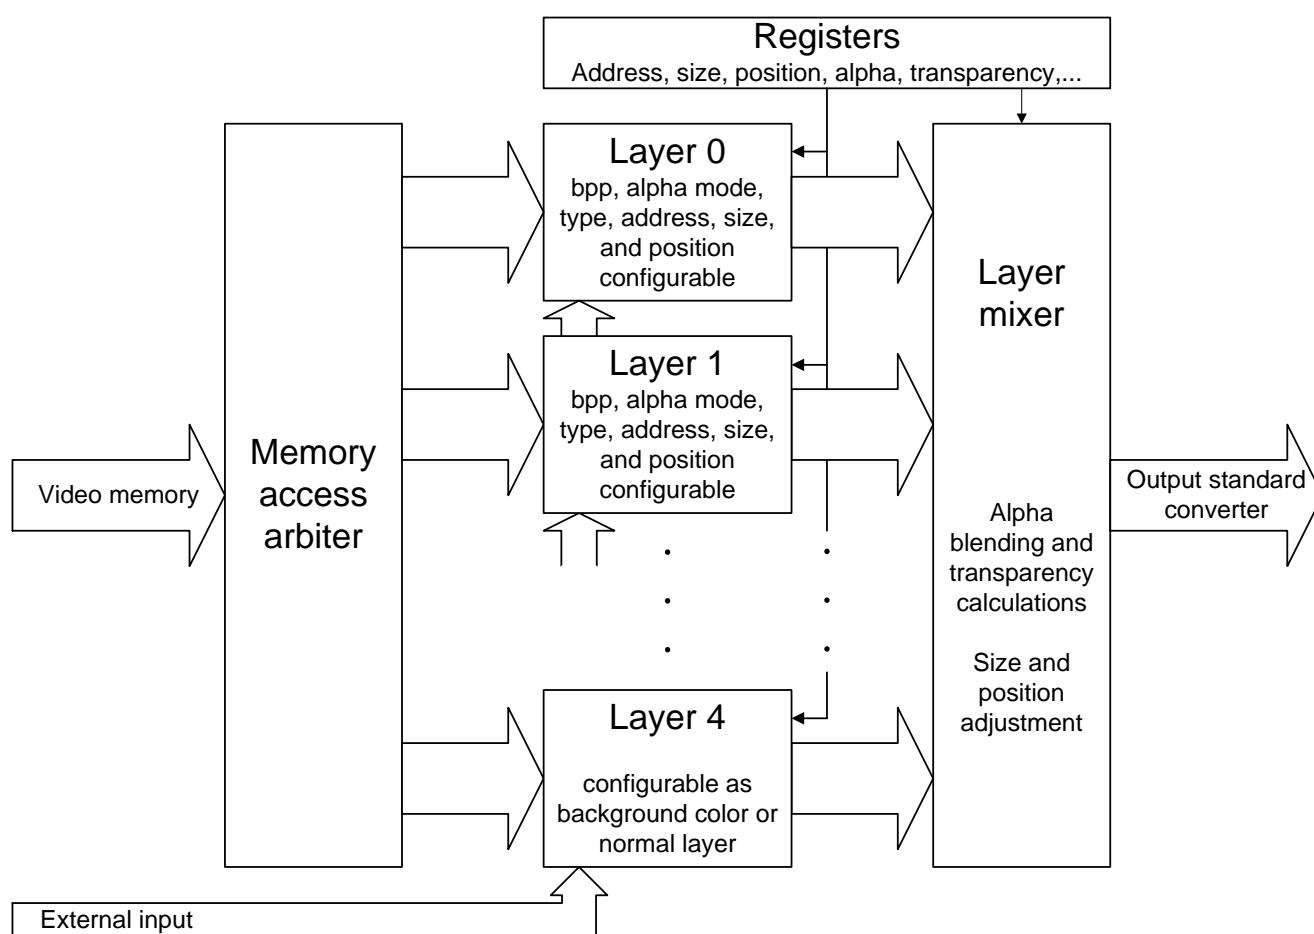 Registers
Address, size, position, alpha, transparency,...
Layer 0
bpp, alpha mode,
type, address, size,
and position
configurable
Layer 1
bpp, alpha mode,
type, address, size,
and position
configurable
Layer 4
configurable as
background color or
normal layer
Memory
access
arbiter
Video memory
External input
Layer
mixer
Alpha
blending and
transparency
calculations
Size and
position
adjustment
Output standard
converter